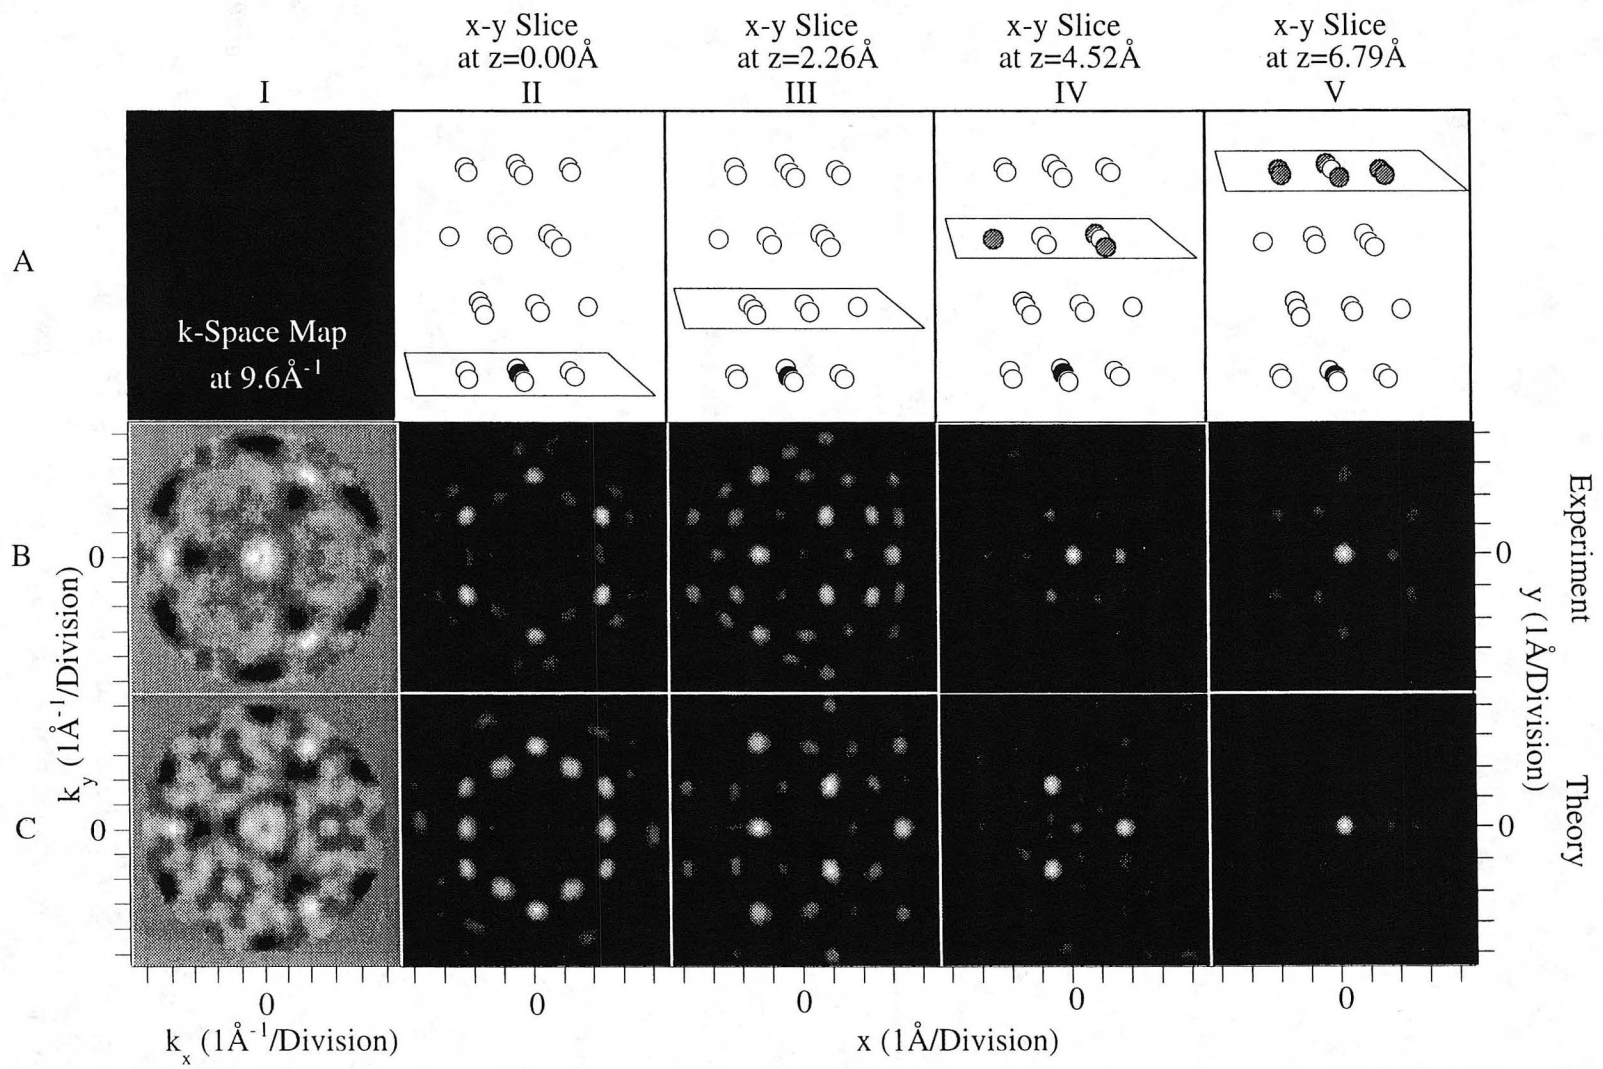 x-y Slice
at z=0.00Å
x-y Slice
at z=2.26Å
x-y Slice
at z=4.52Å
x-y Slice
at z=6.79Å
I
II
III
IV
V
A
k-Space Map
at 9.6Å-1
B
0
0
Experiment
C
0
0
Theory
ky (1Å-1/Division)
y (1Å/Division)
0
0
0
0
0
kx (1Å-1/Division)
x (1Å/Division)